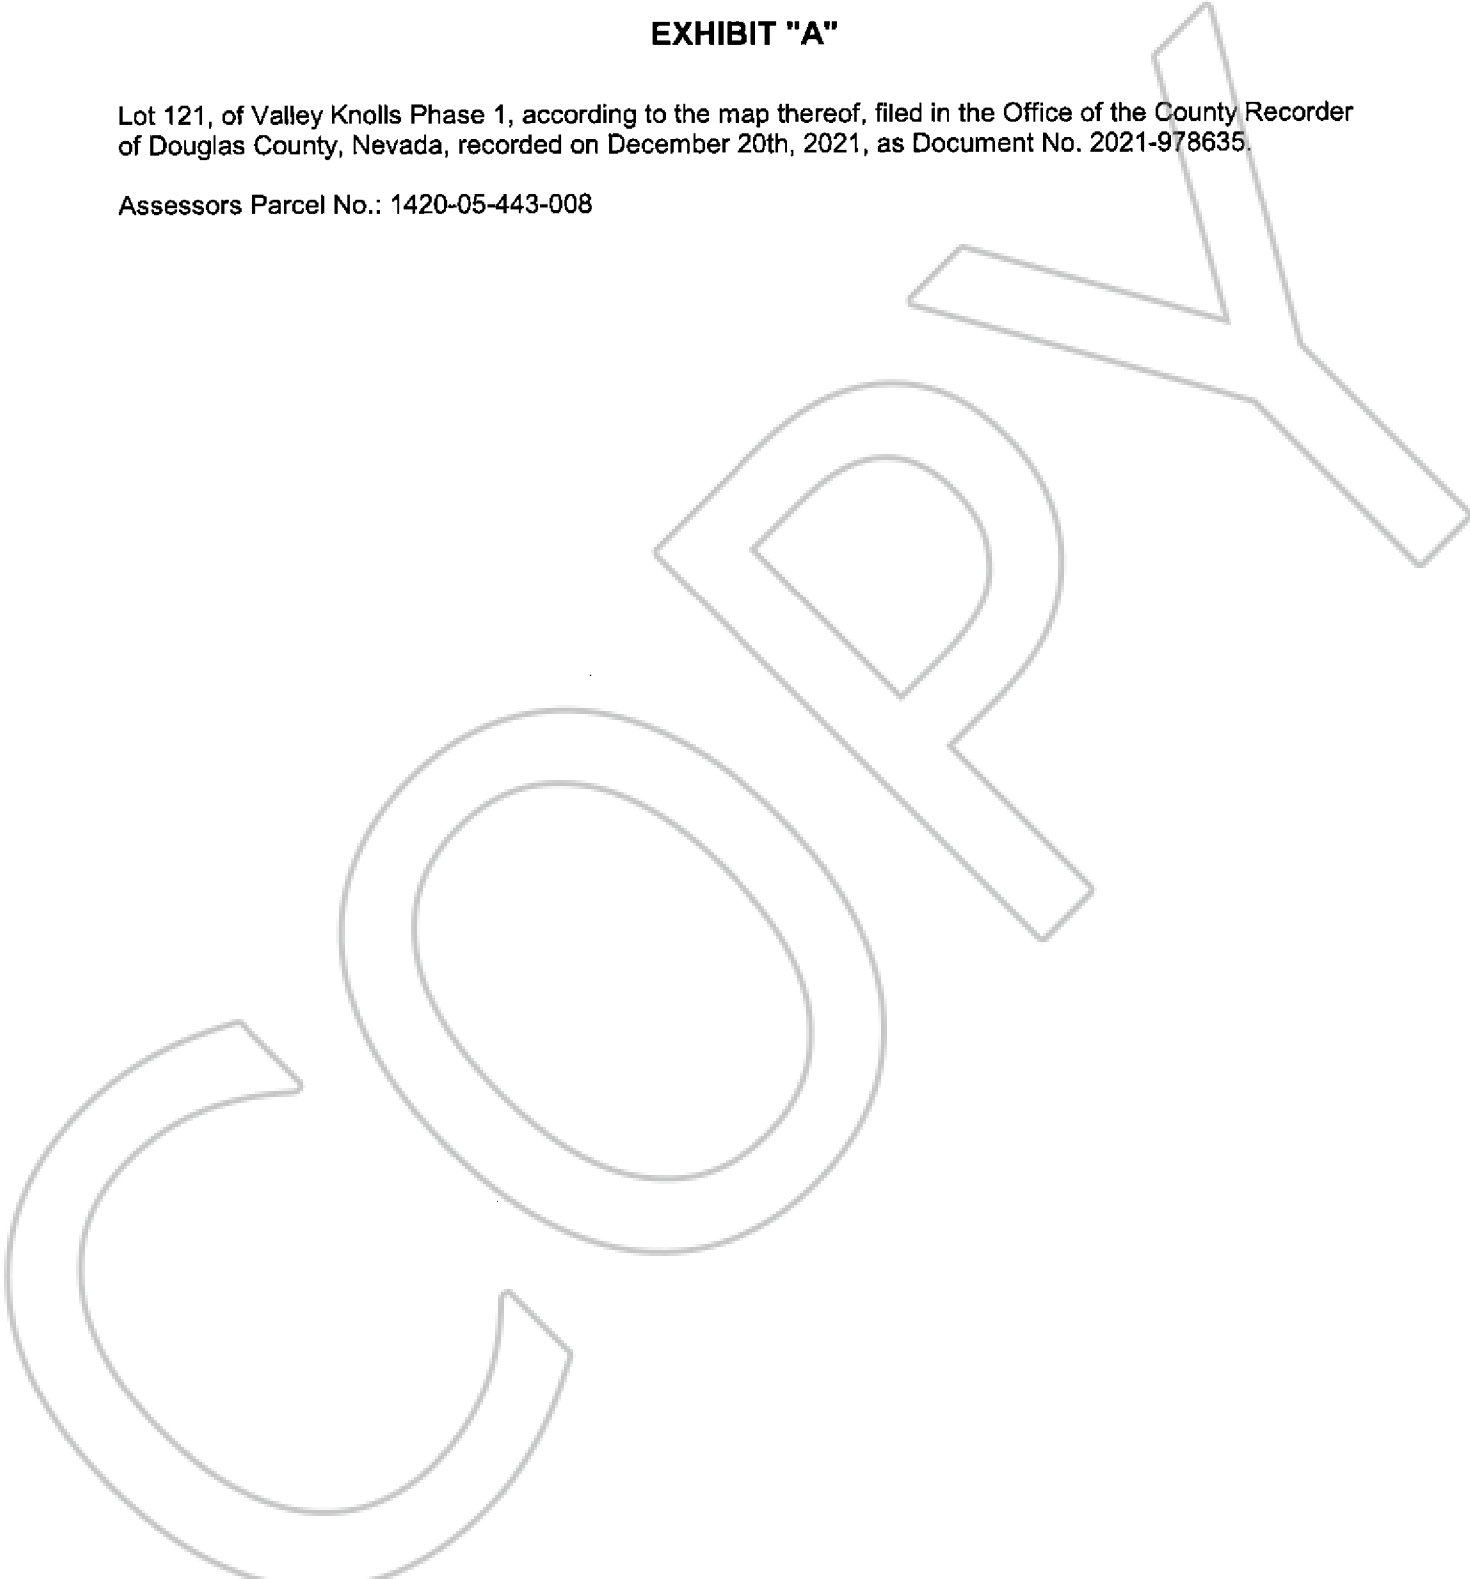 EXHIBIT "A"
Lot 121, of Valley Knolls Phase 1, according to the map thereof, filed in the Office of the County Recorder
of Douglas County, Nevada, recorded on December 20th, 2021, as Document No. 2021-978635.
Assessors Parcel No.: 1420-05-443-008
COPY